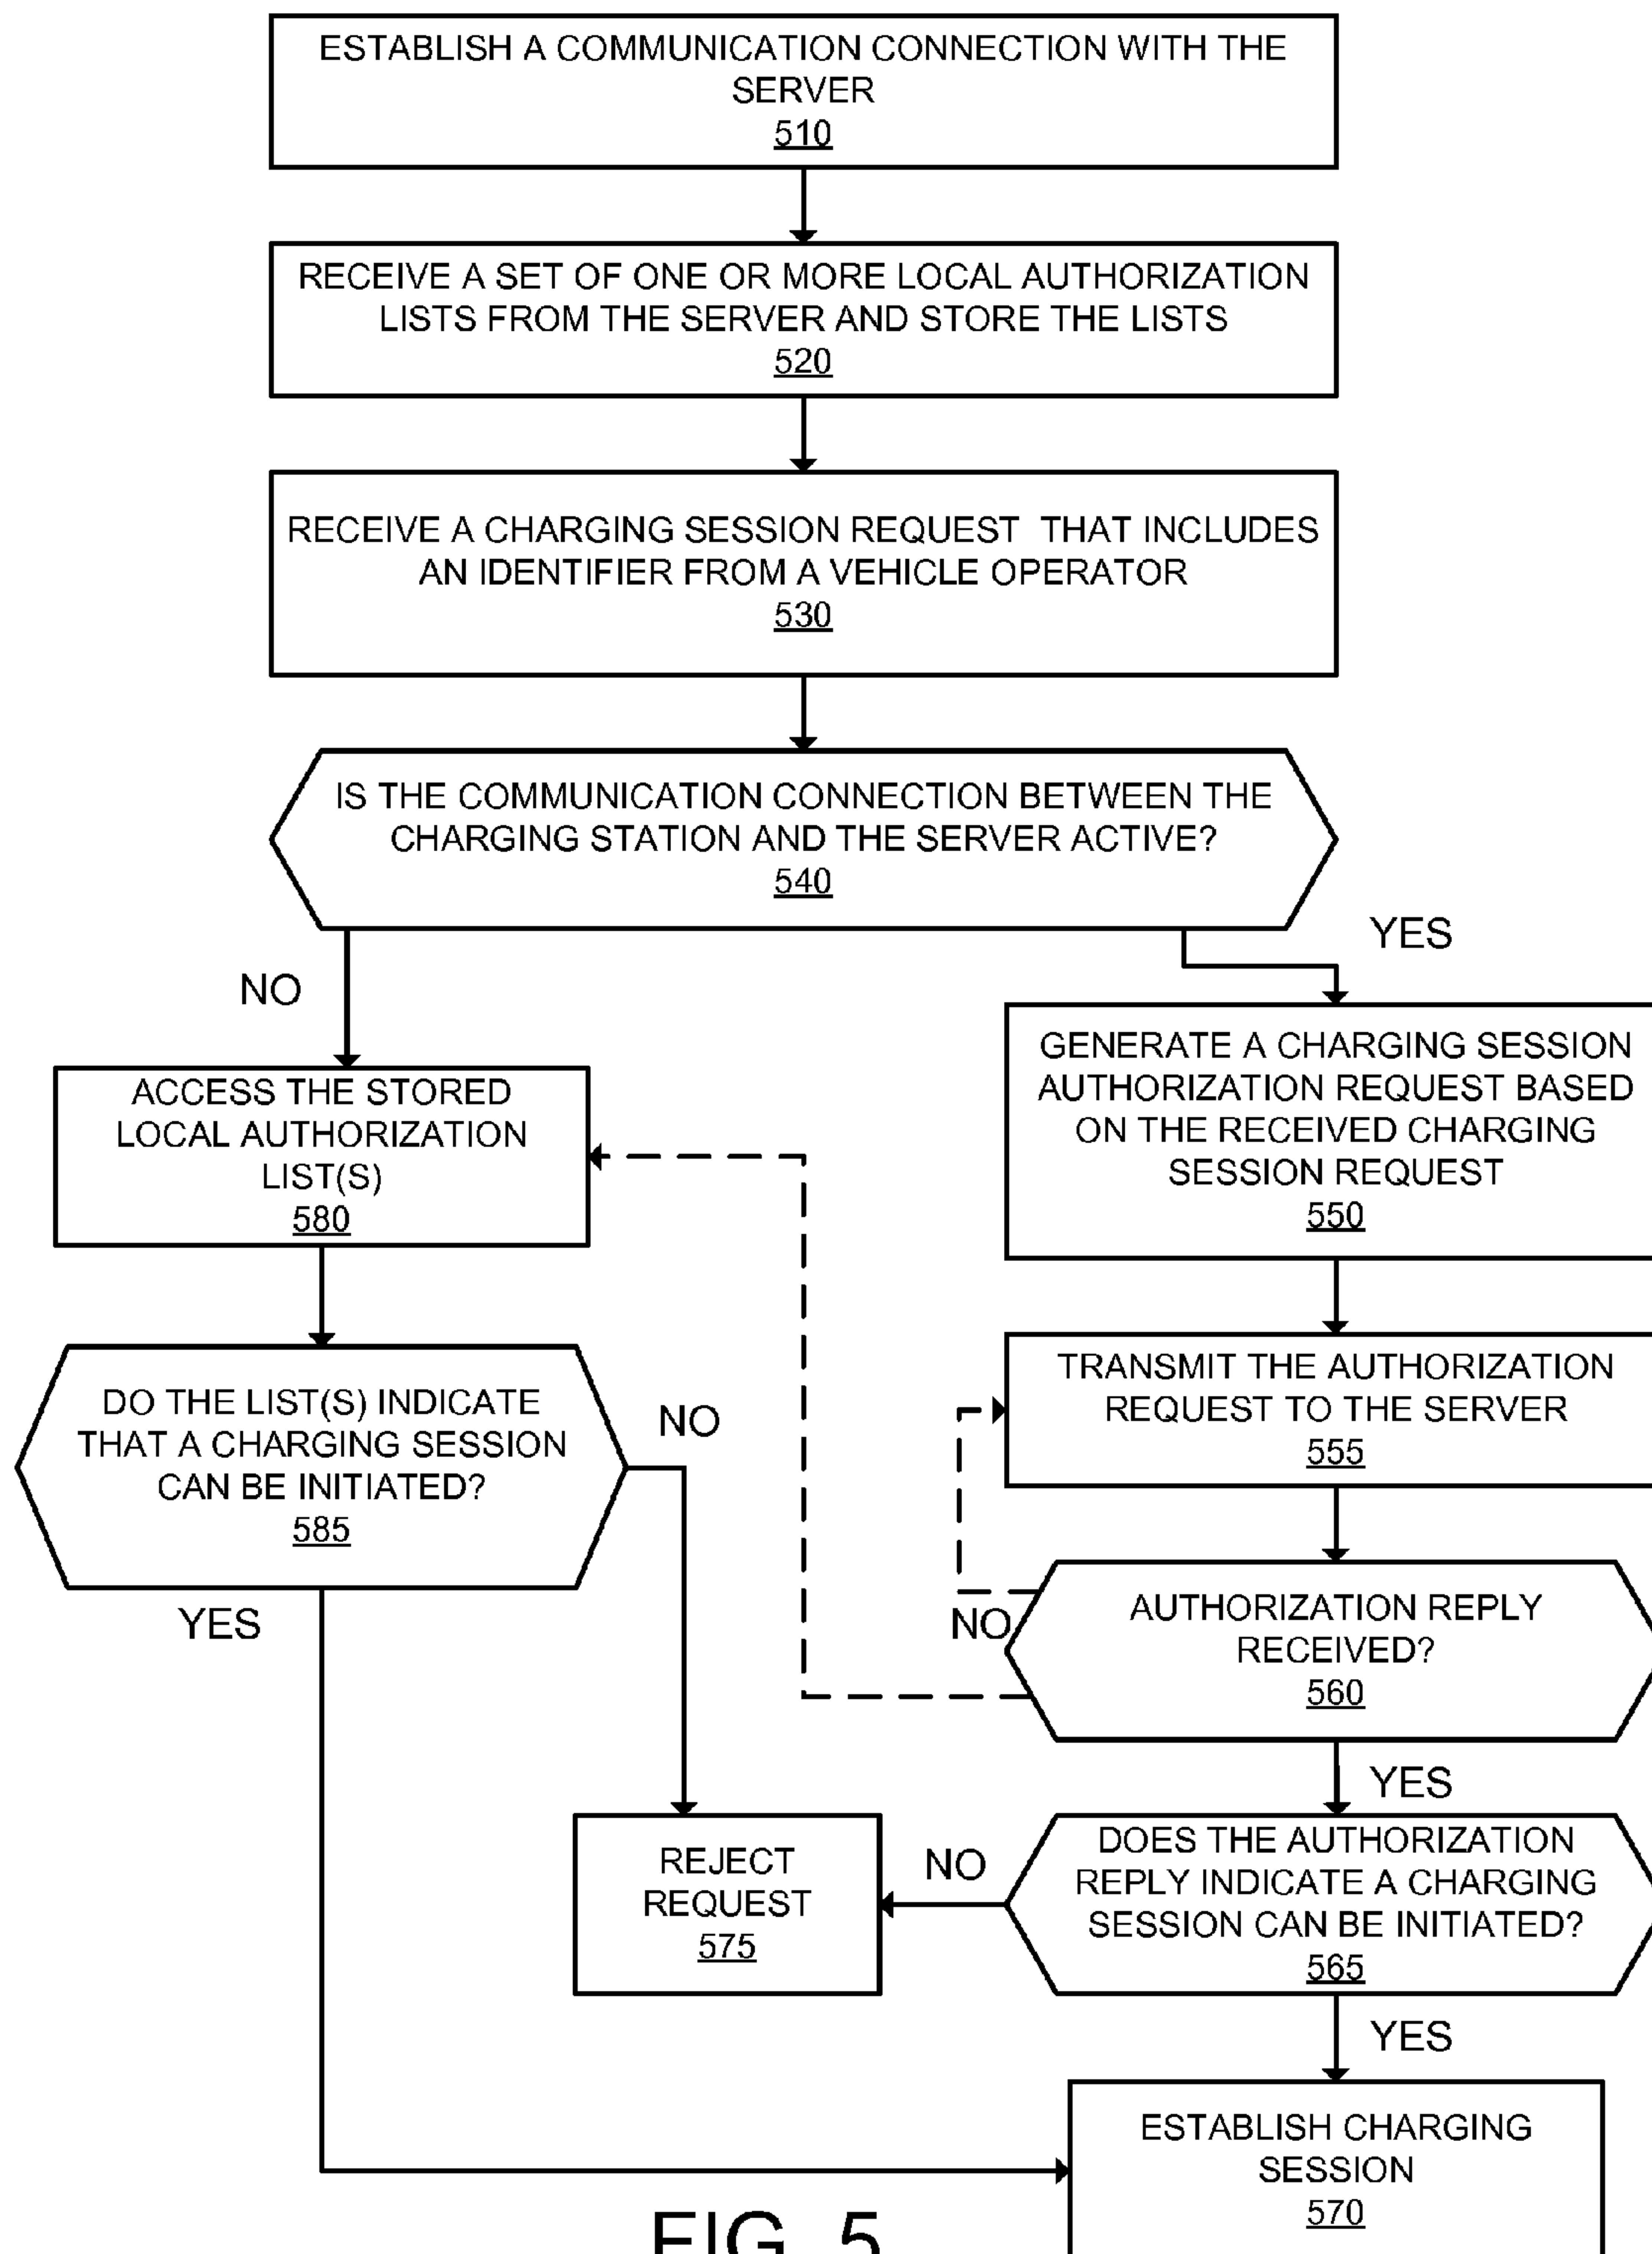 ESTABLISH A COMMUNICATION CONNECTION WITH THE
SERVER
510
RECEIVE A SET OF ONE OR MORE LOCAL AUTHORIZATION
LISTS FROM THE SERVER AND STORE THE LISTS
520
RECEIVE A CHARGING SESSION REQUEST THAT INCLUDES
AN IDENTIFIER FROM A VEHICLE OPERATOR
530
IS THE COMMUNICATION CONNECTION BETWEEN THE
CHARGING STATION AND THE SERVER ACTIVE?
540
YES
NO
GENERATE A CHARGING SESSION
AUTHORIZATION REQUEST BASED
ON THE RECEIVED CHARGING
SESSION REQUEST
550
ACCESS THE STORED
LOCAL AUTHORIZATION
LIST(S)
580
TRANSMIT THE AUTHORIZATION
REQUEST TO THE SERVER
555
DO THE LIST(S) INDICATE
THAT A CHARGING SESSION
CAN BE INITIATED?
585
NO
YES
NO
AUTHORIZATION REPLY
RECEIVED?
560
YES
DOES THE AUTHORIZATION
REPLY INDICATE A CHARGING
SESSION CAN BE INITIATED?
565
NO
REJECT
REQUEST
575
YES
ESTABLISH CHARGING
SESSION
570
FIG. 5